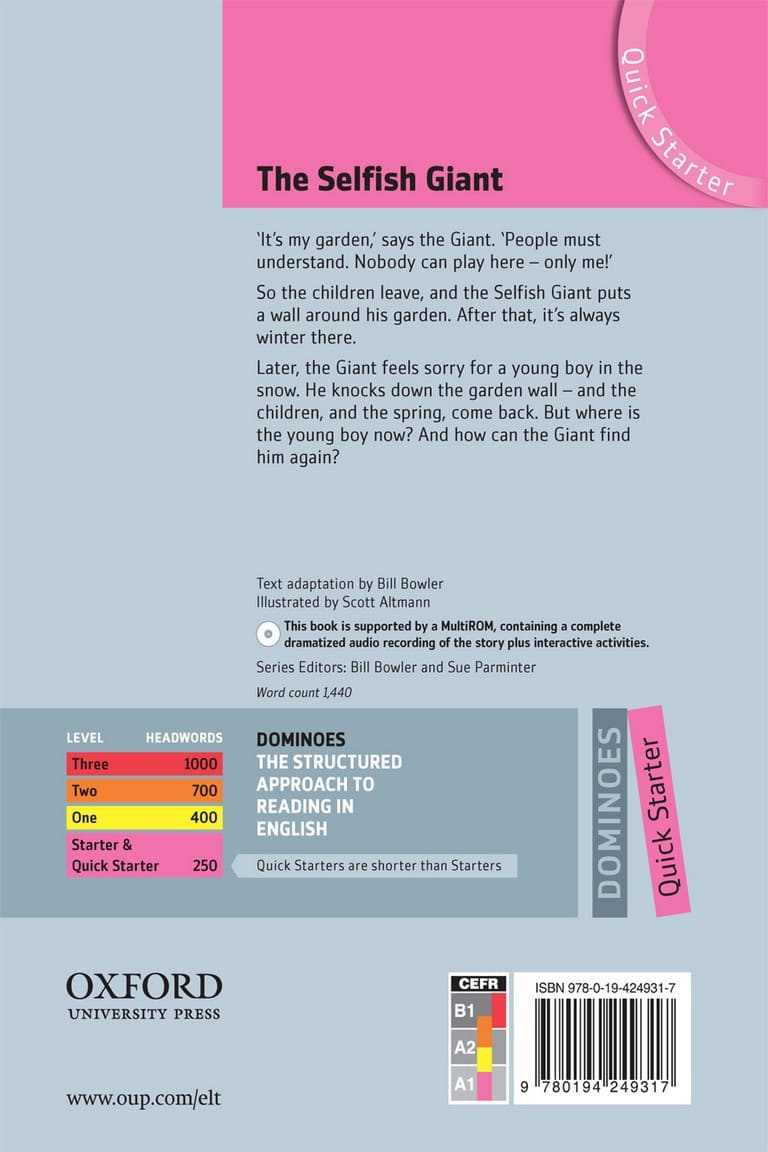 Quick Starter
The Selfish Giant
‘It’s my garden,’ says the Giant. ‘People must
understand. Nobody can play here – only me!’
So the children leave, and the Selfish Giant puts
a wall around his garden. After that, it’s always
winter there.
Later, the Giant feels sorry for a young boy in the
snow. He knocks down the garden wall – and the
children, and the spring, come back. But where is
the young boy now? And how can the Giant find
him again?
Text adaptation by Bill Bowler
Illustrated by Scott Altmann
This book is supported by a MultiROM, containing a complete
dramatized audio recording of the story plus interactive activities.
Series Editors: Bill Bowler and Sue Parminter
Word count 1,440
LEVEL HEADWORDS
Three 1000
Two 700
One 400
Starter &
Quick Starter 250
DOMINOES
THE STRUCTURED
APPROACH TO
READING IN
ENGLISH
Quick Starters are shorter than Starters
DOMINOES
Quick Starter
OXFORD
UNIVERSITY PRESS
www.oup.com/elt
CEFR
B1
A2
A1
ISBN 978-0-19-424931-7
9 780194 249317